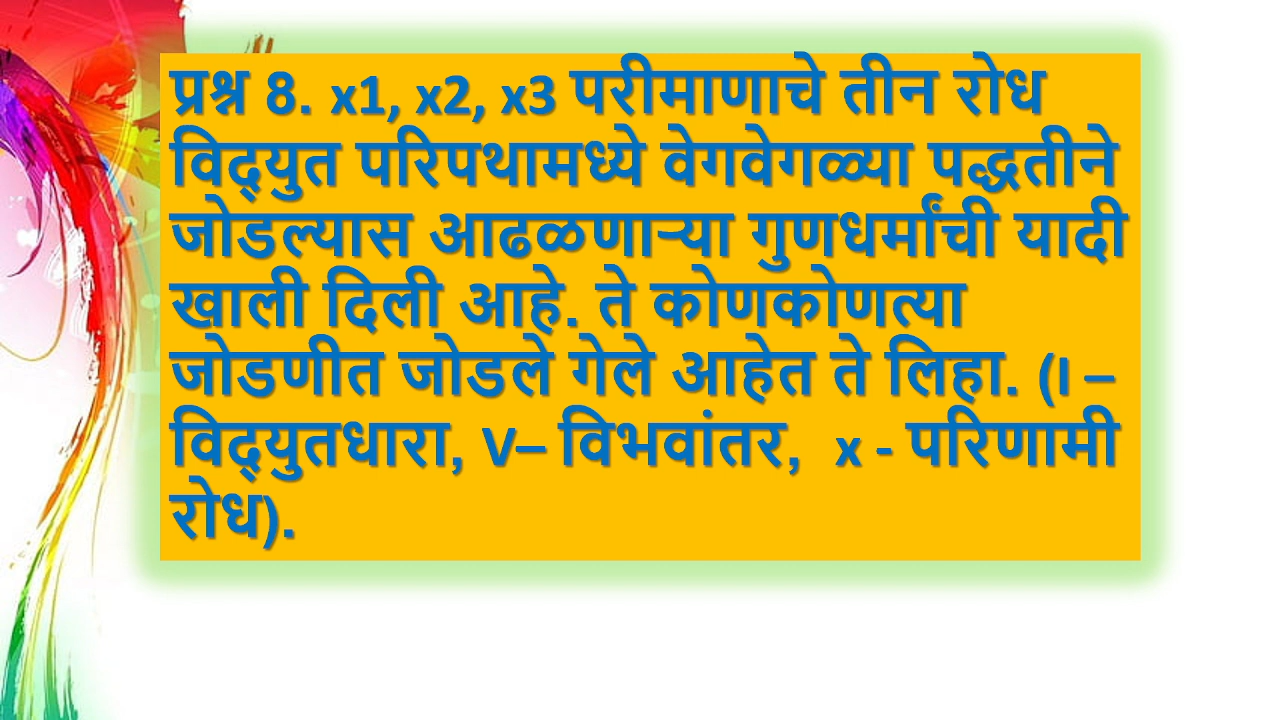 प्रश्न 8. x1, x2, x3 परीमाणाचे तीन रोध
विद्युत परिपथामध्ये वेगवेगळ्या पद्धतीने
जोडल्यास आढळणाऱ्या गुणधर्मांची यादी
खाली दिली आहे. ते कोणकोणत्या
जोडणीत जोडले गेले आहेत ते लिहा. (I –
विद्युतधारा, V– विभवांतर, x - परिणामी
रोध).